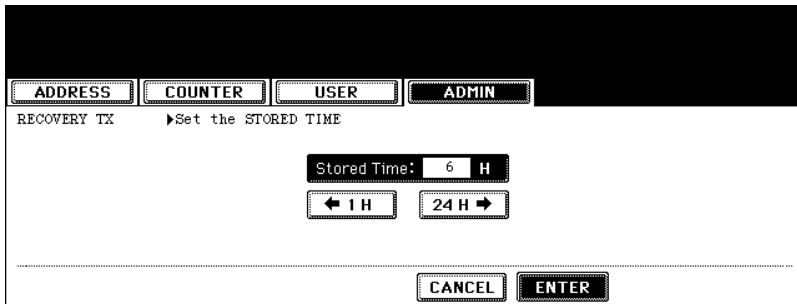 ADDRESS COUNTER USER ADMIN
RECOVERY TX ▶Set the STORED TIME
Stored Time: 6 H
← 1 H 24 H →
CANCEL ENTER